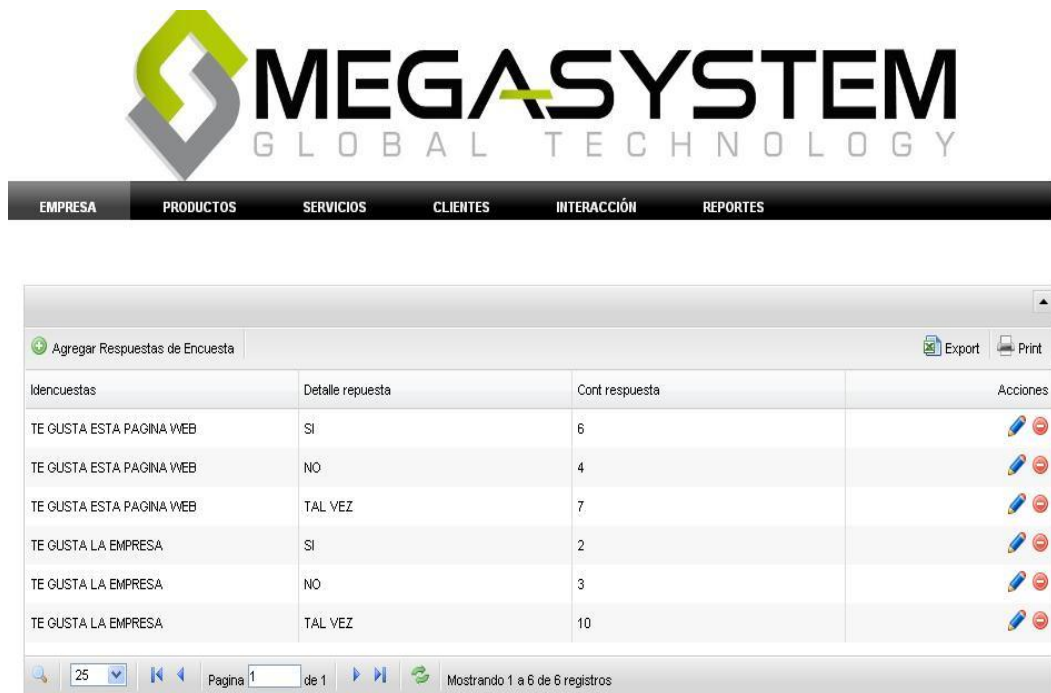 MEGASYSTEM
GLOBAL TECHNOLOGY
EMPRESA PRODUCTOS SERVICIOS CLIENTES INTERACCIÓN REPORTES
Agregar Respuestas de Encuesta Export Print
Idencuestas Detalle repuesta Cont respuesta Acciones
TE GUSTA ESTA PAGINA WEB SI 6
TE GUSTA ESTA PAGINA WEB NO 4
TE GUSTA ESTA PAGINA WEB TAL VEZ 7
TE GUSTA LA EMPRESA SI 2
TE GUSTA LA EMPRESA NO 3
TE GUSTA LA EMPRESA TAL VEZ 10
25 Pagina 1 de 1 Mostrando 1 a 6 de 6 registros